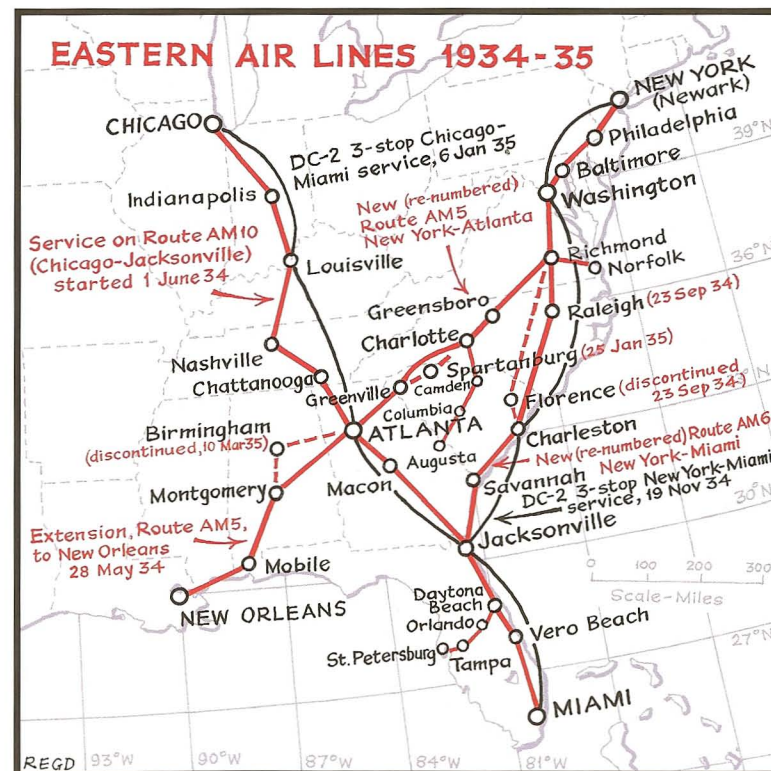 EASTERN AIR LINES 1934-35
NEW YORK
(Newark)
CHICAGO
Philadelphia
39°N
DC-2 3-stop Chicago-
Miami service, 6 Jan 35
Baltimore
Indianapolis
Washington
New (re-numbered)
Route AM5
New York-Atlanta
Service on Route AM10
(Chicago-Jacksonville)
started 1 June 34
Louisville
Richmond
Norfolk
36°N
Greensboro
Raleigh (23 Sep 34)
Charlotte
Nashville
Spartanburg (25 Jan 35)
Chattanooga
Greenville
Camden
Florence (discontinued
23 Sep 34)
Columbia
Birmingham
(discontinued, 10 Mar 35)
ATLANTA
Charleston
Augusta
New (re-numbered) Route AM6
New York-Miami
Macon
Savannah
Montgomery
DC-2 3-stop New York-Miami
service, 19 Nov 34
30°N
Extension, Route AM5,
to New Orleans
28 May 34
Jacksonville
Mobile
0 100 200 300
Scale-Miles
NEW ORLEANS
Daytona
Beach
Orlando
Vero Beach
27°N
St. Petersburg
Tampa
MIAMI
REGD
93°W
90°W
87°W
84°W
81°W